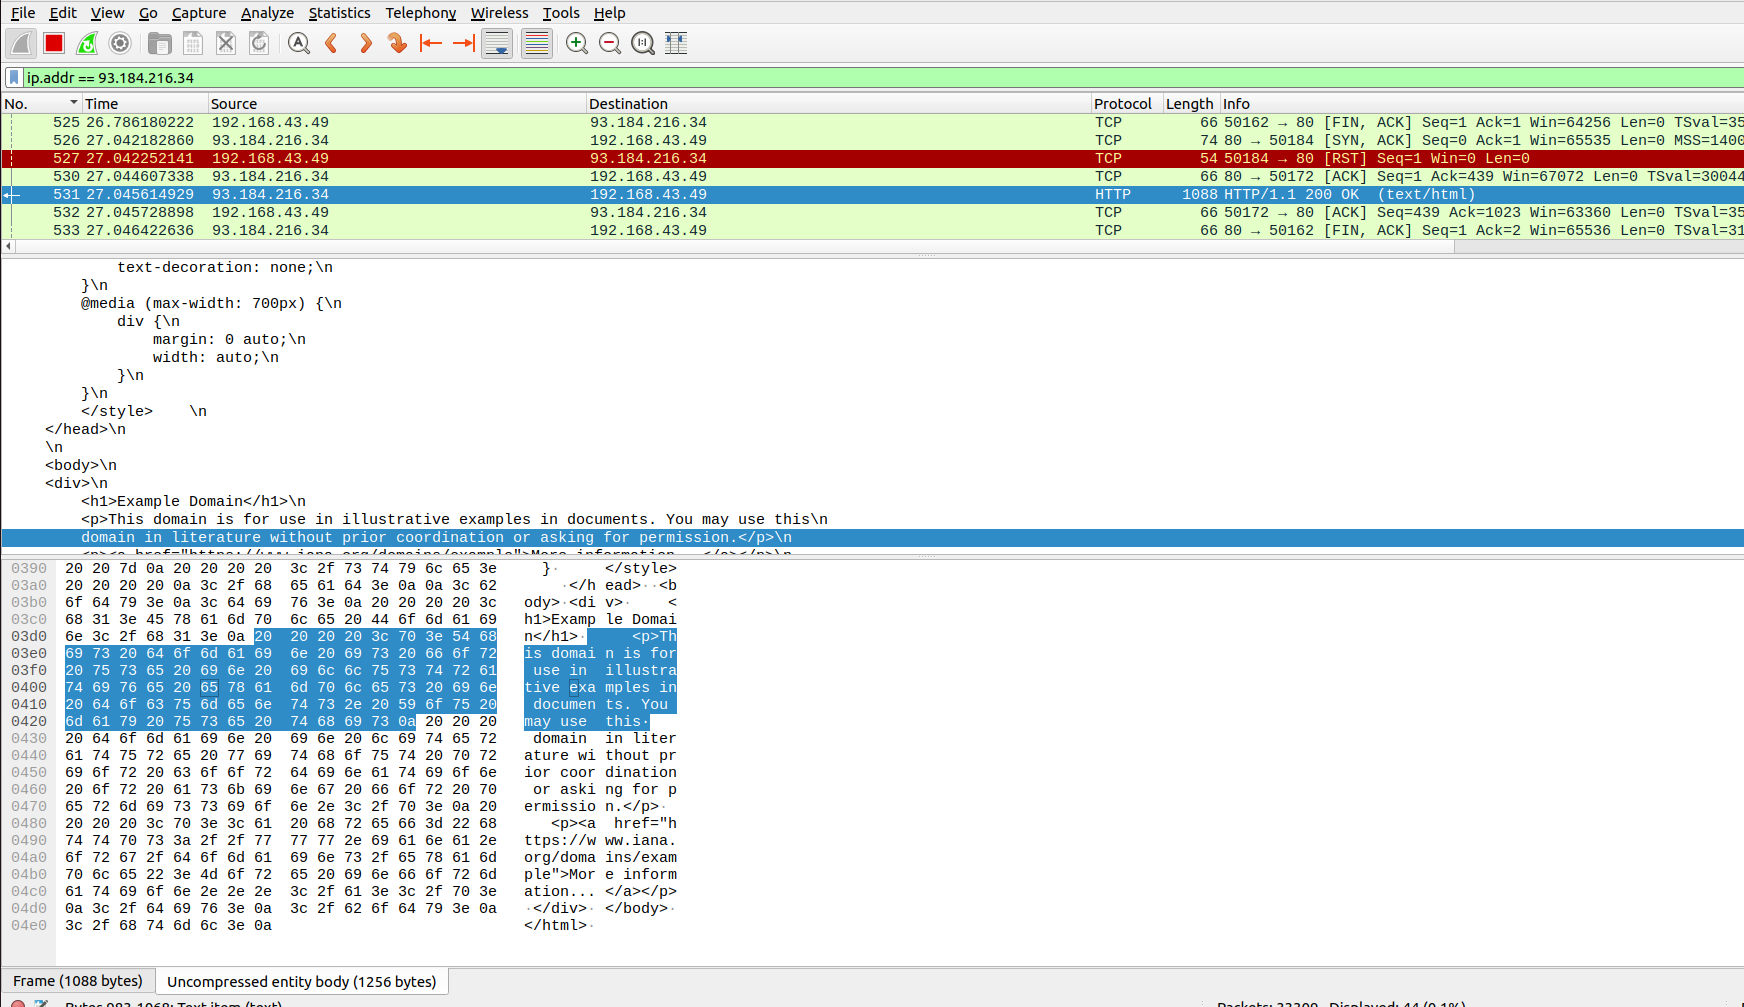 File Edit View Go Capture Analyze Statistics Telephony Wireless Tools Help
ip.addr == 93.184.216.34
No. Time Source Destination Protocol Length Info
525 26.786180222 192.168.43.49 93.184.216.34 TCP 66 50162 → 80 [FIN, ACK] Seq=1 Ack=1 Win=64256 Len=0 TSval=35
526 27.042182860 93.184.216.34 192.168.43.49 TCP 74 80 → 50184 [SYN, ACK] Seq=0 Ack=1 Win=65535 Len=0 MSS=1400
527 27.042252141 192.168.43.49 93.184.216.34 TCP 54 50184 → 80 [RST] Seq=1 Win=0 Len=0
530 27.044607338 93.184.216.34 192.168.43.49 TCP 66 80 → 50172 [ACK] Seq=1 Ack=439 Win=67072 Len=0 TSval=30044
531 27.045614929 93.184.216.34 192.168.43.49 HTTP 1088 HTTP/1.1 200 OK (text/html)
532 27.045728898 192.168.43.49 93.184.216.34 TCP 66 50172 → 80 [ACK] Seq=439 Ack=1023 Win=63360 Len=0 TSval=35
533 27.046422636 93.184.216.34 192.168.43.49 TCP 66 80 → 50162 [FIN, ACK] Seq=1 Ack=2 Win=65536 Len=0 TSval=31
text-decoration: none;\n
}\n
@media (max-width: 700px) {\n
div {\n
margin: 0 auto;\n
width: auto;\n
}\n
}\n
</style>    \n
</head>\n
\n
<body>\n
<div>\n
<h1>Example Domain</h1>\n
<p>This domain is for use in illustrative examples in documents. You may use this\n
domain in literature without prior coordination or asking for permission.</p>\n
<p><a href="https://www.iana.org/domains/example">More information...</a></p>\n
0390 20 20 7d 0a 20 20 20 20 3c 2f 73 74 79 6c 65 3e   }·    </style>
03a0 20 20 20 20 0a 3c 2f 68 65 61 64 3e 0a 0a 3c 62     ·</h ead>··<b
03b0 6f 64 79 3e 0a 3c 64 69 76 3e 0a 20 20 20 20 3c ody>·<di v>·    <
03c0 68 31 3e 45 78 61 6d 70 6c 65 20 44 6f 6d 61 69 h1>Examp le Domai
03d0 6e 3c 2f 68 31 3e 0a 20 20 20 20 3c 70 3e 54 68 n</h1>·    <p>Th
03e0 69 73 20 64 6f 6d 61 69 6e 20 69 73 20 66 6f 72 is domai n is for
03f0 20 75 73 65 20 69 6e 20 69 6c 6c 75 73 74 72 61  use in  illustra
0400 74 69 76 65 20 65 78 61 6d 70 6c 65 73 20 69 6e tive exa mples in
0410 20 64 6f 63 75 6d 65 6e 74 73 2e 20 59 6f 75 20  documen ts. You
0420 6d 61 79 20 75 73 65 20 74 68 69 73 0a 20 20 20 may use  this·
0430 20 64 6f 6d 61 69 6e 20 69 6e 20 6c 69 74 65 72  domain  in liter
0440 61 74 75 72 65 20 77 69 74 68 6f 75 74 20 70 72 ature wi thout pr
0450 69 6f 72 20 63 6f 6f 72 64 69 6e 61 74 69 6f 6e ior coor dination
0460 20 6f 72 20 61 73 6b 69 6e 67 20 66 6f 72 20 70  or aski ng for p
0470 65 72 6d 69 73 73 69 6f 6e 2e 3c 2f 70 3e 0a 20 ermissio n.</p>·
0480 20 20 20 3c 70 3e 3c 61 20 68 72 65 66 3d 22 68    <p><a  href="h
0490 74 74 70 73 3a 2f 2f 77 77 77 2e 69 61 6e 61 2e ttps://w ww.iana.
04a0 6f 72 67 2f 64 6f 6d 61 69 6e 73 2f 65 78 61 6d org/doma ins/exam
04b0 70 6c 65 22 3e 4d 6f 72 65 20 69 6e 66 6f 72 6d ple">Mor e inform
04c0 61 74 69 6f 6e 2e 2e 2e 3c 2f 61 3e 3c 2f 70 3e ation... </a></p>
04d0 0a 3c 2f 64 69 76 3e 0a 3c 2f 62 6f 64 79 3e 0a ·</div>· </body>·
04e0 3c 2f 68 74 6d 6c 3e 0a </html>·
Frame (1088 bytes) Uncompressed entity body (1256 bytes)
Bytes 983-1068: Text item (text) Packets: 33309 · Displayed: 44 (0.1%)